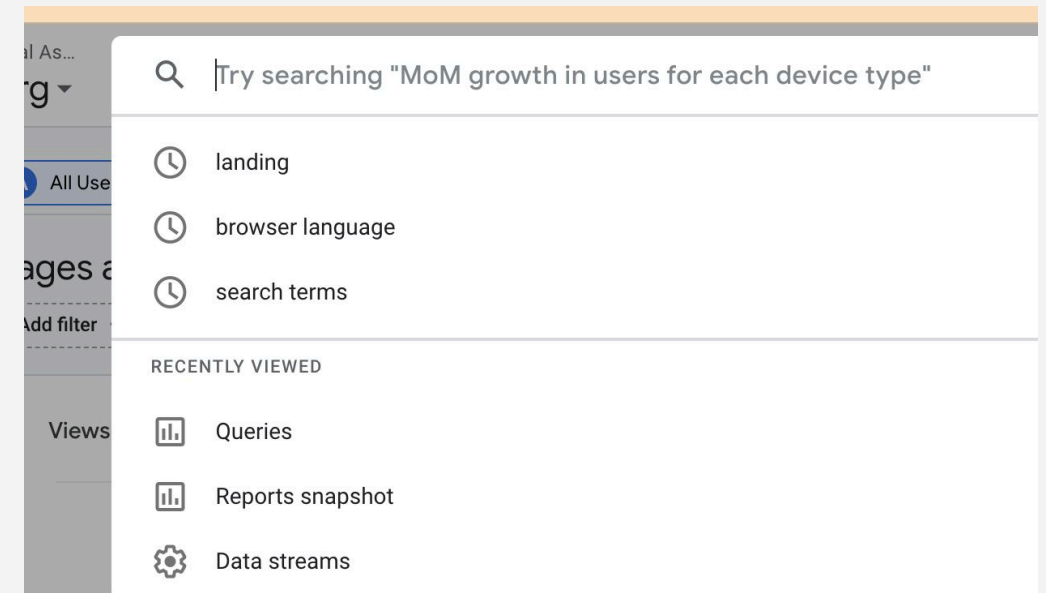 al As...
rg
Try searching "MoM growth in users for each device type"
landing
All Use
browser language
ages a
search terms
Add filter
RECENTLY VIEWED
Views
Queries
Reports snapshot
Data streams